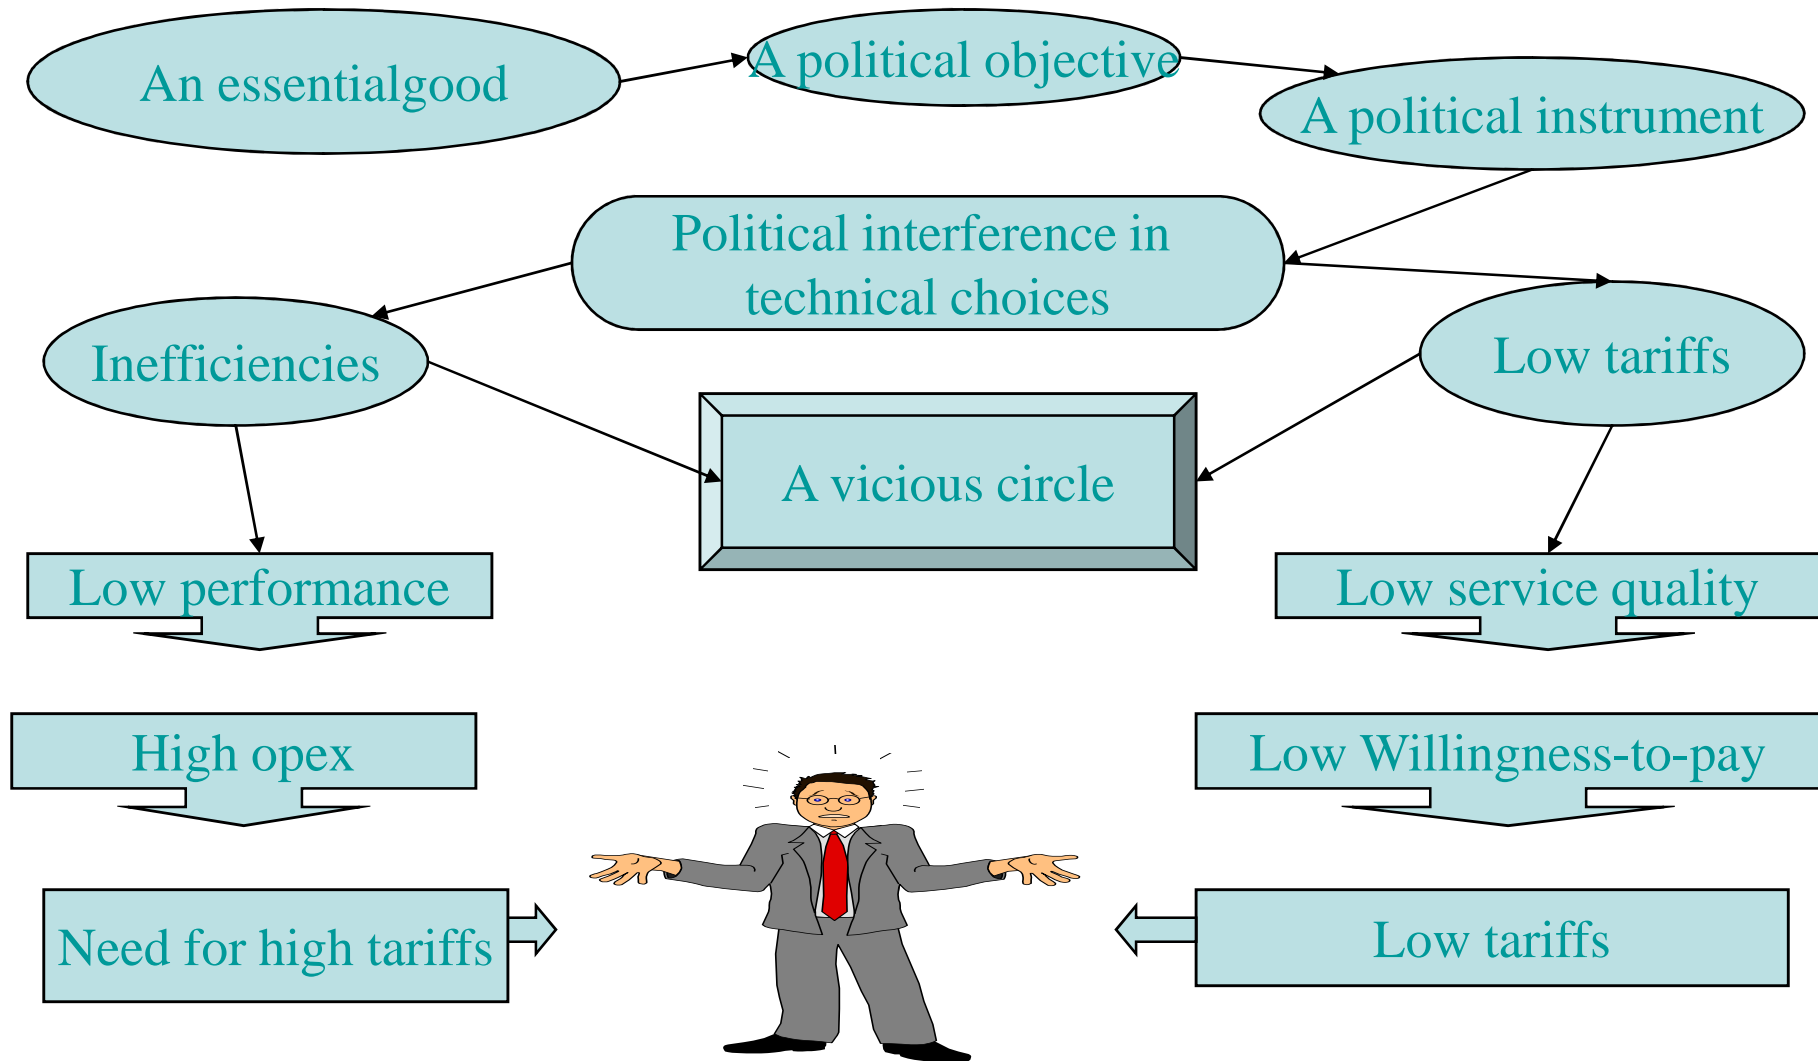 An essentialgood
A political objective
A political instrument
Political interference in
technical choices
Inefficiencies
Low tariffs
A vicious circle
Low performance
Low service quality
High opex
Low Willingness-to-pay
Need for high tariffs
Low tariffs